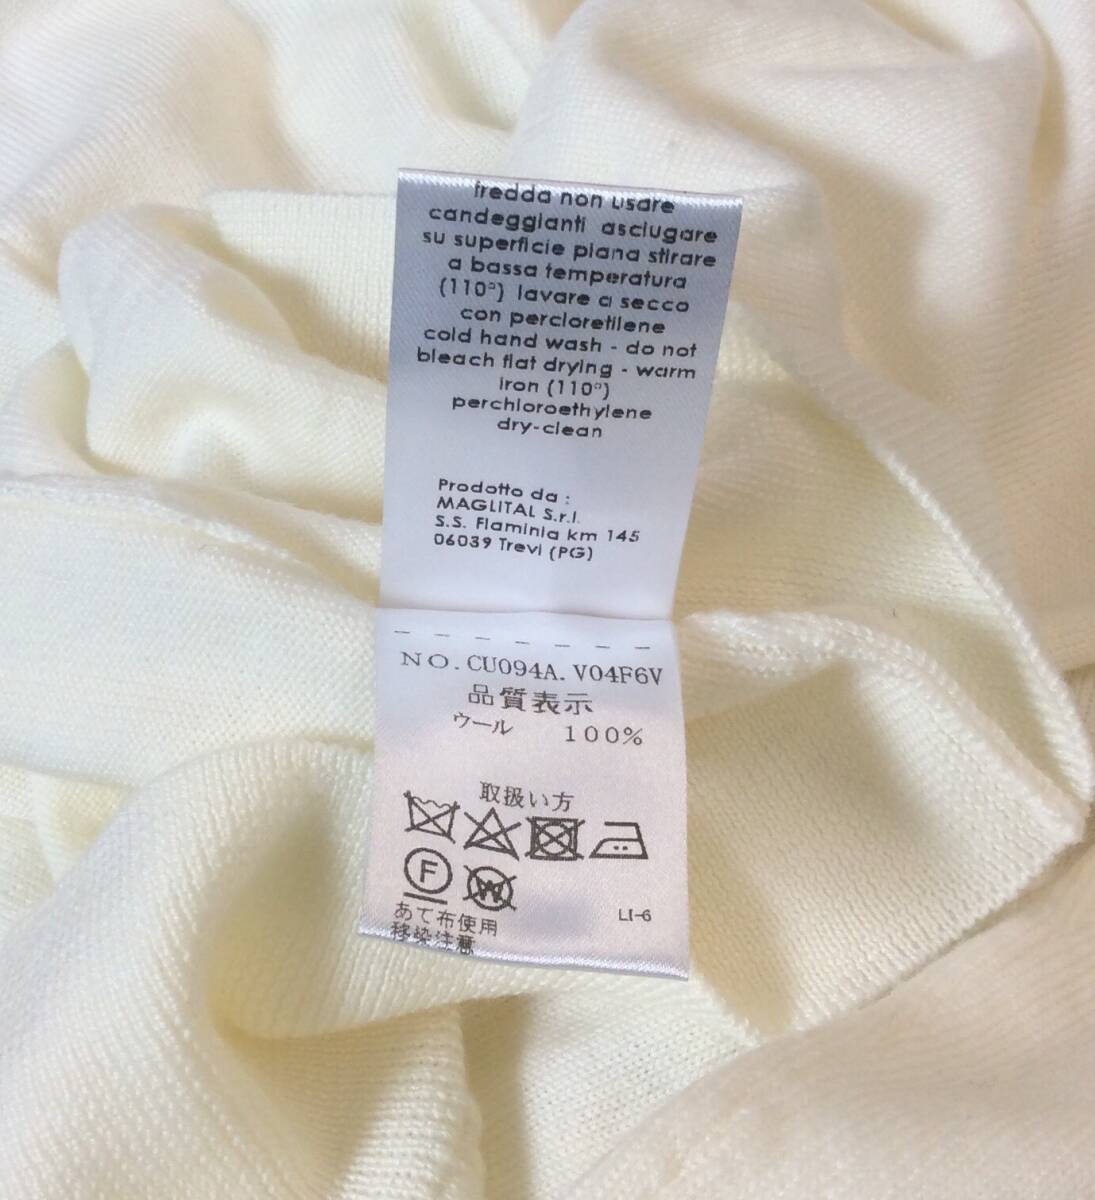 fredda non usare
candeggianti asciugare
su superficie piana stirare
a bassa temperatura
(110°) lavare a secco
con percloretilene
cold hand wash - do not
bleach flat drying - warm
iron (110°)
perchloroethylene
dry-clean
Prodotto da :
MAGLITAL S.r.l.
S.S. Flaminia km 145
06039 Trevi (PG)
NO.CU094A.V04F6V
品質表示
ウール 100%
取扱い方
F W
LI-6
あて布使用
移染注意